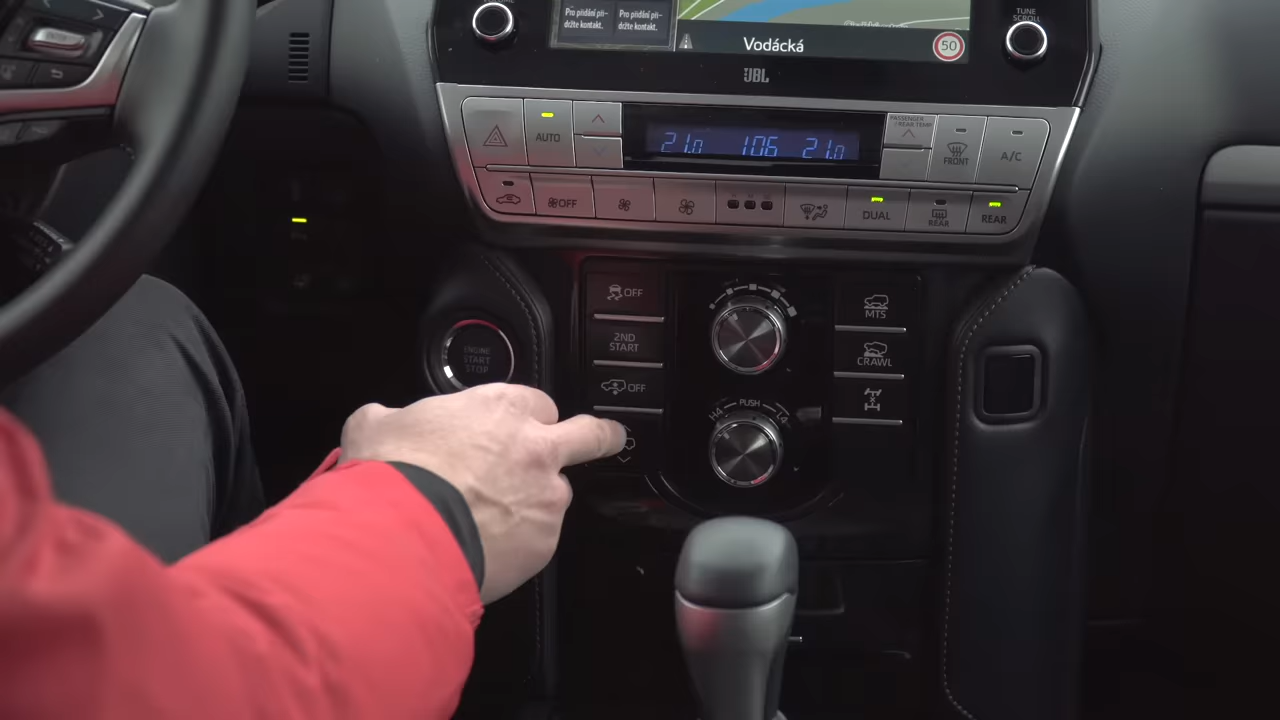 Pro přidání při-
držte kontakt.
Pro přidání při-
držte kontakt.
Vodácká
50
TUNE
SCROLL
JBL
AUTO
21.0 106 21.0
PASSENGER
/ REAR TEMP
FRONT
A/C
OFF
DUAL
REAR
REAR
ENGINE
START
STOP
OFF
2ND
START
OFF
MTS
CRAWL
PUSH
H4
L4